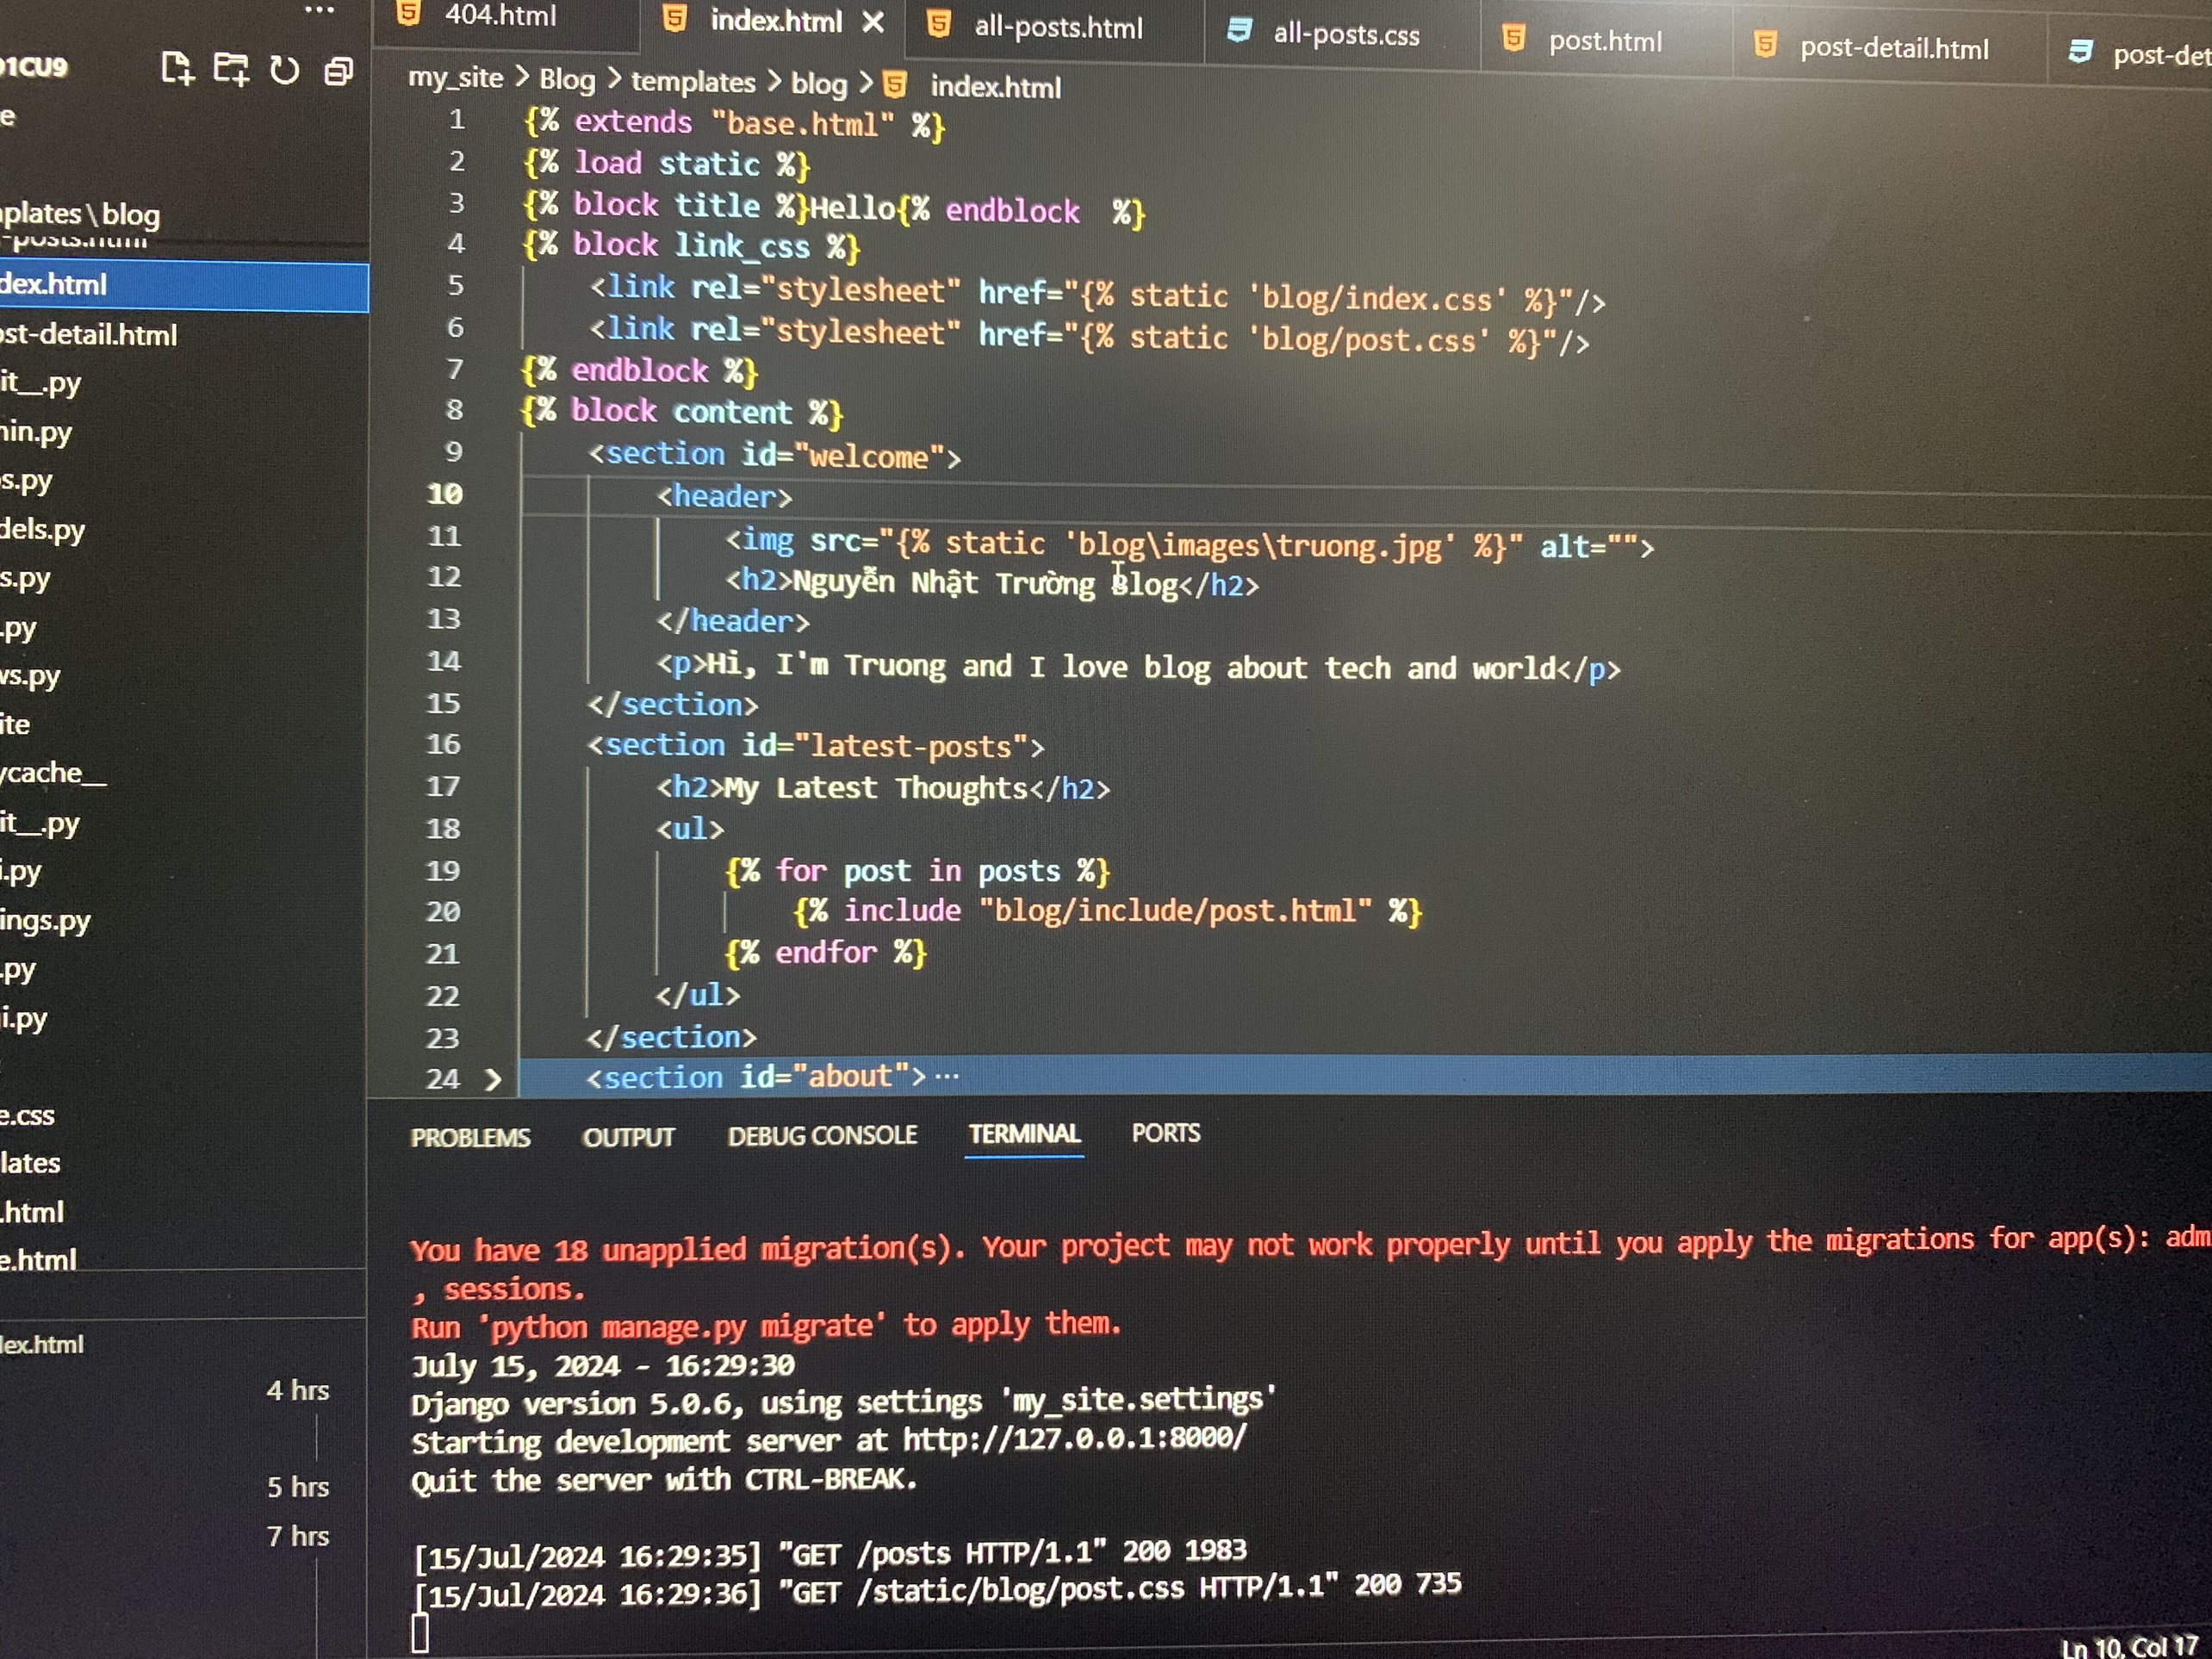 404.html
index.html
all-posts.html
all-posts.css
post.html
post-detail.html
post-det
01CU9
my_site > Blog > templates > blog > index.html
e
plates\blog
-posts.html
dex.html
ost-detail.html
it__.py
min.py
s.py
dels.py
s.py
.py
ws.py
ite
ycache__
it__.py
i.py
ings.py
.py
i.py
e.css
lates
.html
e.html
lex.html
4 hrs
5 hrs
7 hrs
1 {% extends "base.html" %}
2 {% load static %}
3 {% block title %}Hello{% endblock  %}
4 {% block link_css %}
5     <link rel="stylesheet" href="{% static 'blog/index.css' %}"/>
6     <link rel="stylesheet" href="{% static 'blog/post.css' %}"/>
7 {% endblock %}
8 {% block content %}
9     <section id="welcome">
10         <header>
11             <img src="{% static 'blog\images\truong.jpg' %}" alt="">
12             <h2>Nguyễn Nhật Trường Blog</h2>
13         </header>
14         <p>Hi, I'm Truong and I love blog about tech and world</p>
15     </section>
16     <section id="latest-posts">
17         <h2>My Latest Thoughts</h2>
18         <ul>
19             {% for post in posts %}
20                 {% include "blog/include/post.html" %}
21             {% endfor %}
22         </ul>
23     </section>
24 >     <section id="about">···
PROBLEMS OUTPUT DEBUG CONSOLE TERMINAL PORTS
You have 18 unapplied migration(s). Your project may not work properly until you apply the migrations for app(s): adm
, sessions.
Run 'python manage.py migrate' to apply them.
July 15, 2024 - 16:29:30
Django version 5.0.6, using settings 'my_site.settings'
Starting development server at http://127.0.0.1:8000/
Quit the server with CTRL-BREAK.
[15/Jul/2024 16:29:35] "GET /posts HTTP/1.1" 200 1983
[15/Jul/2024 16:29:36] "GET /static/blog/post.css HTTP/1.1" 200 735
Ln 10, Col 17